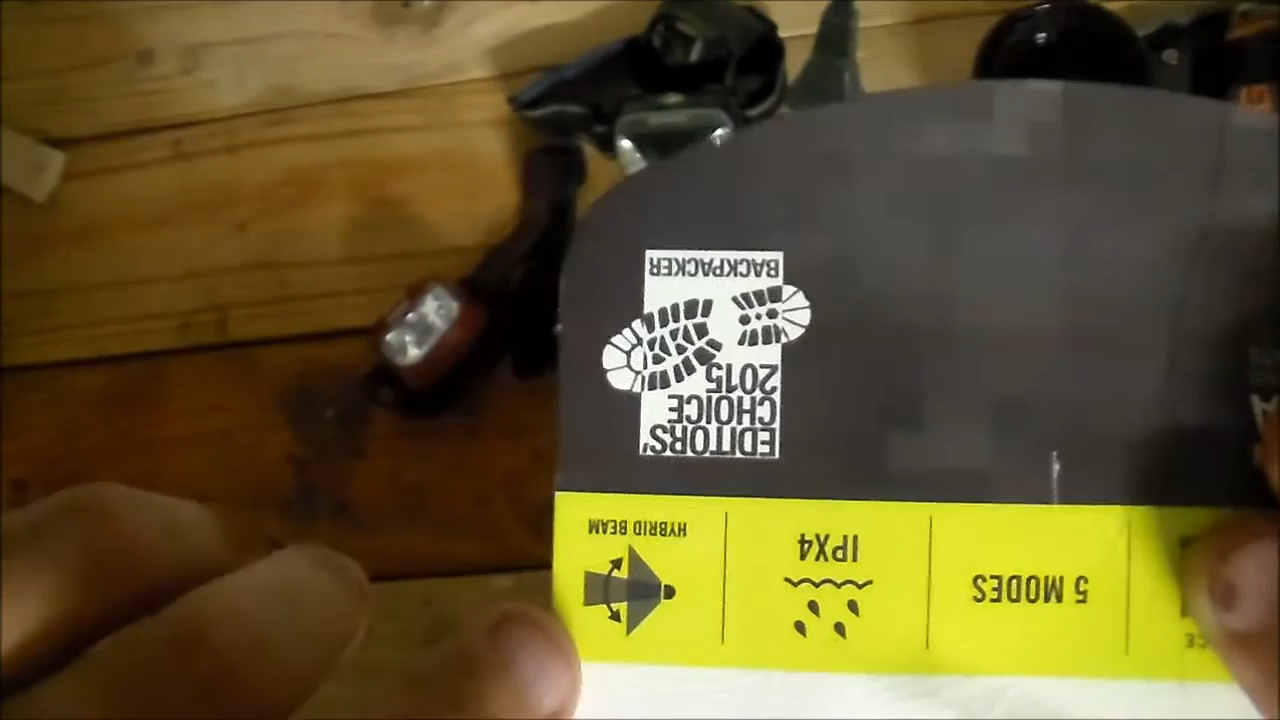 5 MODES
IPX4
HYBRID BEAM
EDITORS'
CHOICE
2015
BACKPACKER